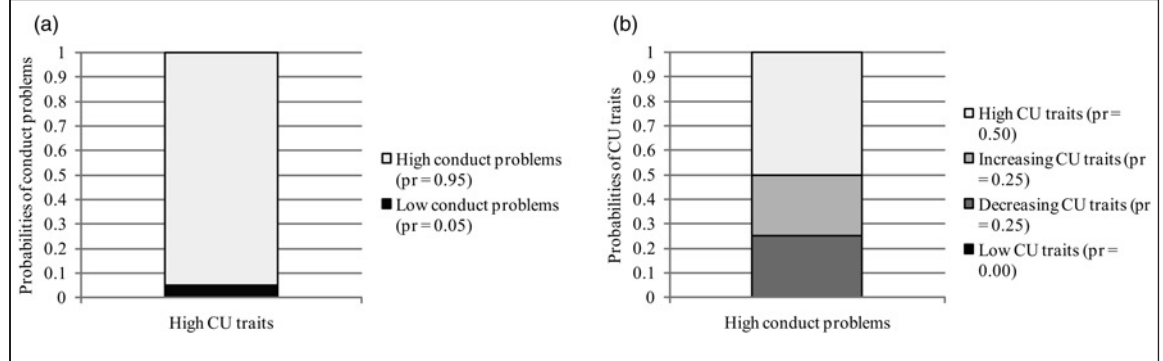 (a)
Probabilities of conduct problems
1
0.9
0.8
0.7
0.6
0.5
0.4
0.3
0.2
0.1
0
High CU traits
High conduct problems
(pr = 0.95)
Low conduct problems
(pr = 0.05)
(b)
Probabilities of CU traits
1
0.9
0.8
0.7
0.6
0.5
0.4
0.3
0.2
0.1
0
High conduct problems
High CU traits (pr =
0.50)
Increasing CU traits (pr
= 0.25)
Decreasing CU traits (pr
= 0.25)
Low CU traits (pr =
0.00)